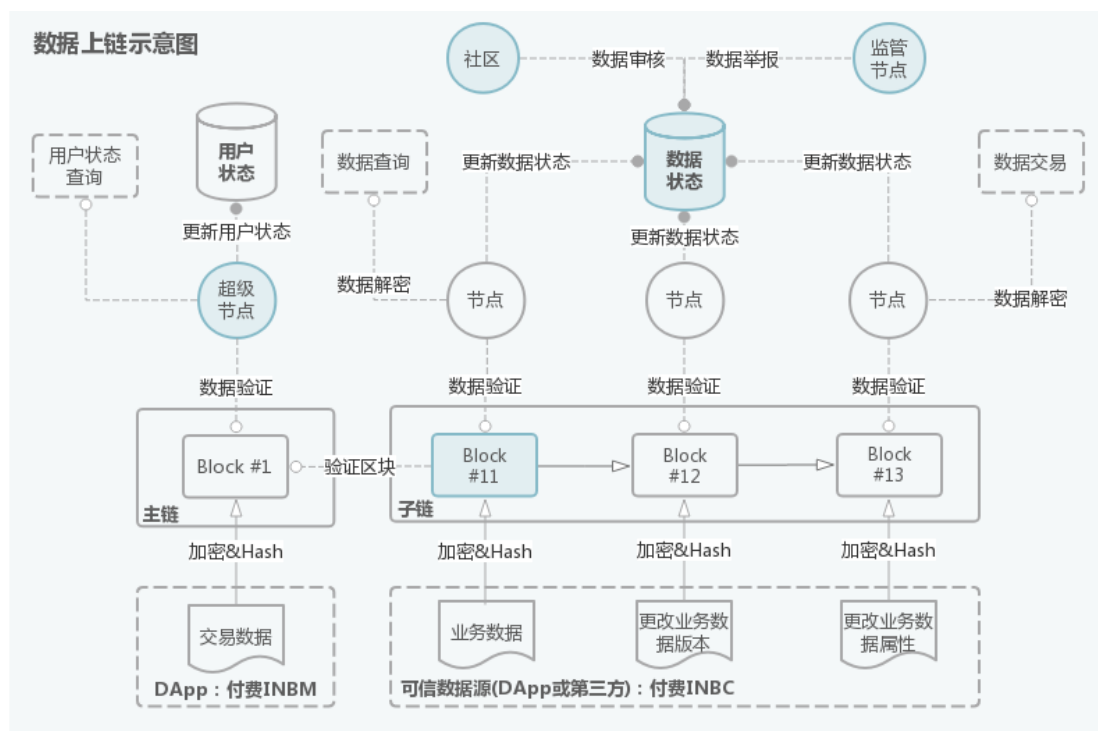 数据上链示意图
社区
数据审核
数据举报
监管
节点
用户状态
查询
用户
状态
数据查询
更新数据状态
数据
状态
更新数据状态
数据交易
更新用户状态
更新数据状态
超级
节点
数据解密
节点
节点
节点
数据解密
数据验证
数据验证
数据验证
数据验证
Block #1
验证区块
Block
#11
Block
#12
Block
#13
主链
子链
加密&Hash
加密&Hash
加密&Hash
加密&Hash
交易数据
业务数据
更改业务数
据版本
更改业务数
据属性
DApp：付费INBM
可信数据源(DApp或第三方)：付费INBC